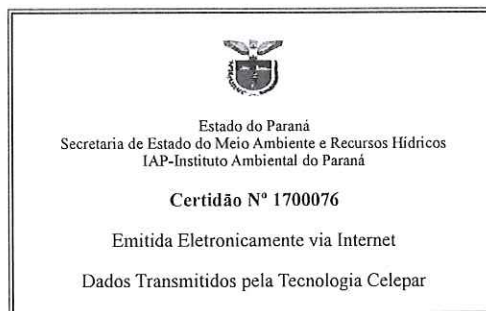 Estado do Paraná
Secretaria de Estado do Meio Ambiente e Recursos Hídricos
IAP-Instituto Ambiental do Paraná
Certidão Nº 1700076
Emitida Eletronicamente via Internet
Dados Transmitidos pela Tecnologia Celepar